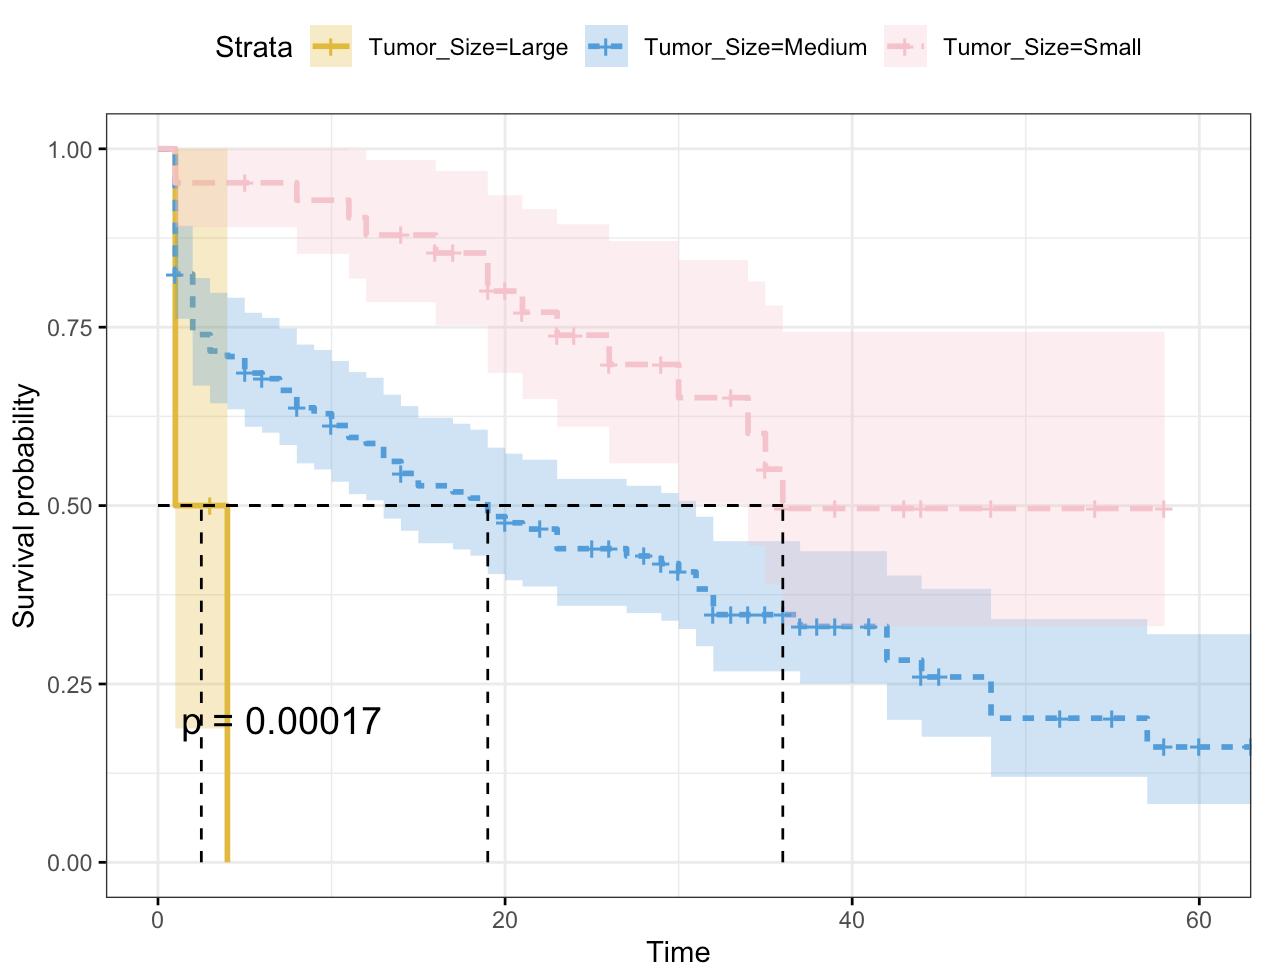 Strata Tumor_Size=Large Tumor_Size=Medium Tumor_Size=Small
1.00
0.75
0.50
0.25
0.00
Survival probability
p = 0.00017
0 20 40 60
Time